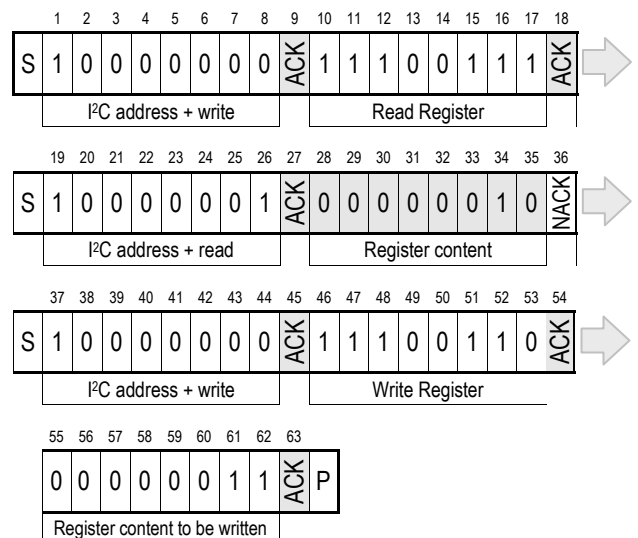 1 2 3 4 5 6 7 8 9 10 11 12 13 14 15 16 17 18
S 1 0 0 0 0 0 0 0 ACK 1 1 1 0 0 1 1 1 ACK
I²C address + write Read Register
19 20 21 22 23 24 25 26 27 28 29 30 31 32 33 34 35 36
S 1 0 0 0 0 0 0 1 ACK 0 0 0 0 0 0 1 0 NACK
I²C address + read Register content
37 38 39 40 41 42 43 44 45 46 47 48 49 50 51 52 53 54
S 1 0 0 0 0 0 0 0 ACK 1 1 1 0 0 1 1 0 ACK
I²C address + write Write Register
55 56 57 58 59 60 61 62 63
0 0 0 0 0 0 1 1 ACK P
Register content to be written